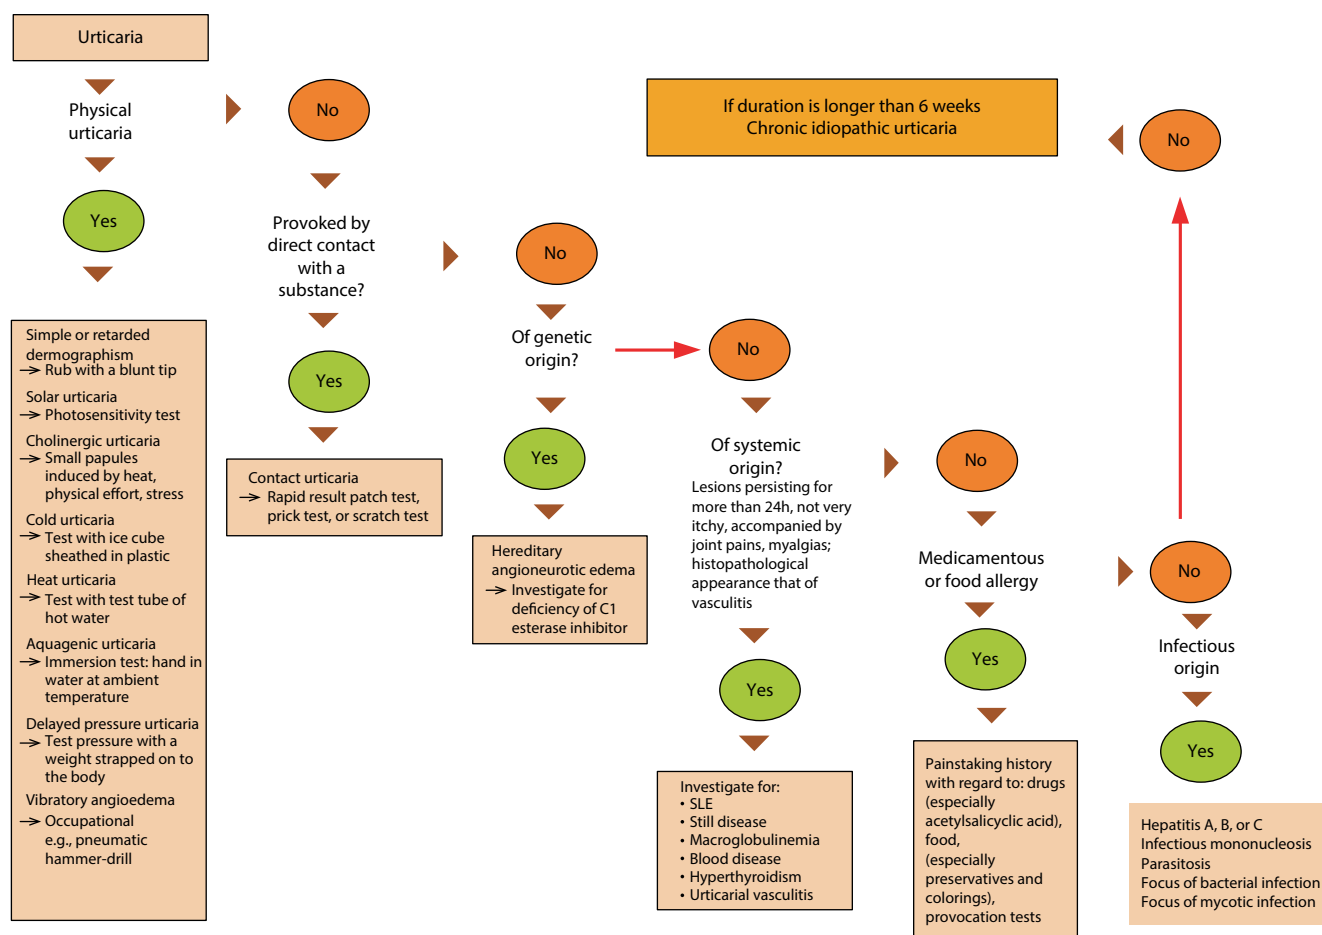 Urticaria
Physical
urticaria
Yes
Simple or retarded
dermographism
→ Rub with a blunt tip
Solar urticaria
→ Photosensitivity test
Cholinergic urticaria
→ Small papules
induced by heat,
physical effort, stress
Cold urticaria
→ Test with ice cube
sheathed in plastic
Heat urticaria
→ Test with test tube of
hot water
Aquagenic urticaria
→ Immersion test: hand in
water at ambient
temperature
Delayed pressure urticaria
→ Test pressure with a
weight strapped on to
the body
Vibratory angioedema
→ Occupational
e.g., pneumatic
hammer-drill
No
Provoked by
direct contact
with a
substance?
Yes
Contact urticaria
→ Rapid result patch test,
prick test, or scratch test
No
Of genetic
origin?
Yes
Hereditary
angioneurotic edema
→ Investigate for
deficiency of C1
esterase inhibitor
No
Of systemic
origin?
Lesions persisting for
more than 24h, not very
itchy, accompanied by
joint pains, myalgias;
histopathological
appearance that of
vasculitis
Yes
Investigate for:
• SLE
• Still disease
• Macroglobulinemia
• Blood disease
• Hyperthyroidism
• Urticarial vasculitis
No
Medicamentous
or food allergy
Yes
Painstaking history
with regard to: drugs
(especially
acetylsalicyclic acid),
food,
(especially
preservatives and
colorings),
provocation tests
No
Infectious
origin
Yes
Hepatitis A, B, or C
Infectious mononucleosis
Parasitosis
Focus of bacterial infection
Focus of mycotic infection
No
If duration is longer than 6 weeks
Chronic idiopathic urticaria